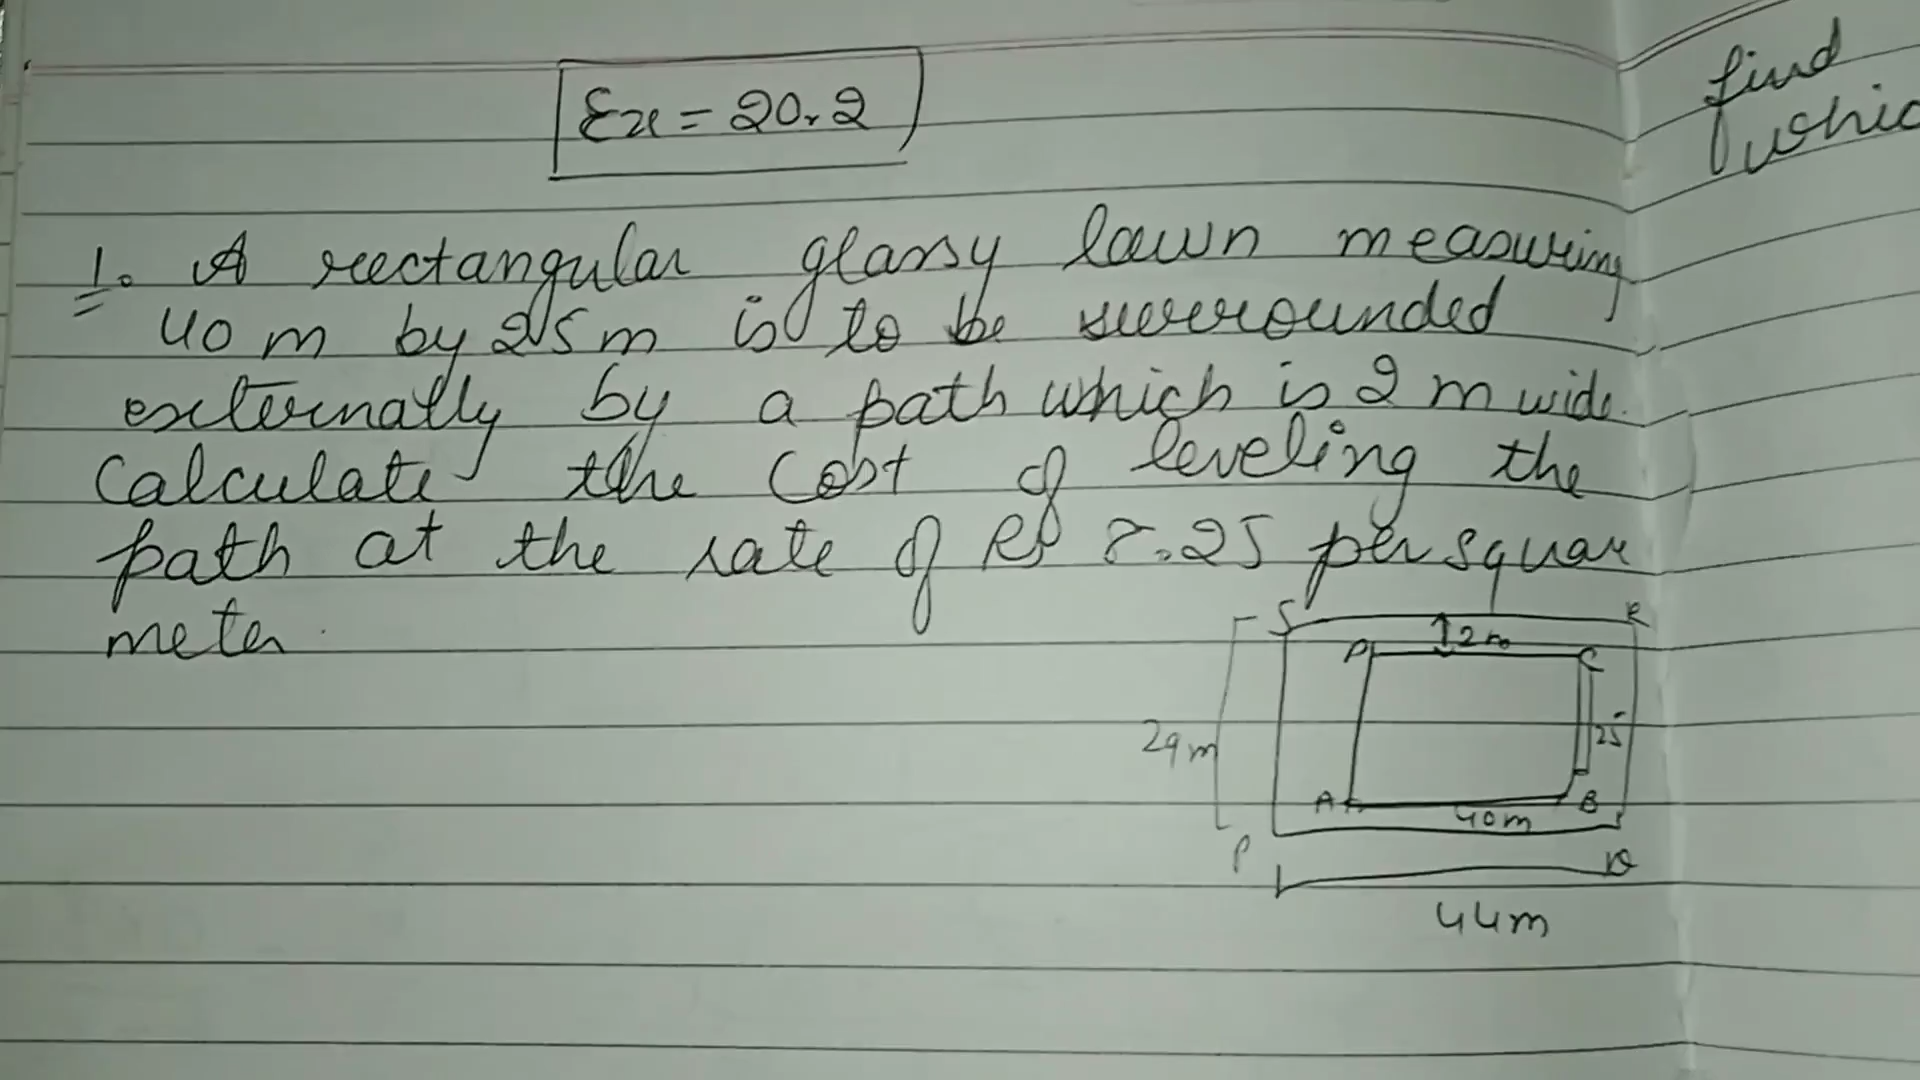 Ex = 20.2
find
whic
1. A rectangular glassy lawn measuring
40 m by 25 m is to be surrounded
externally by a path which is 2 m wide.
Calculate the cost of leveling the
path at the rate of Rs 8.25 per squar
meter
S R
2m
D C
29m
25
A B
40m
P Q
44m